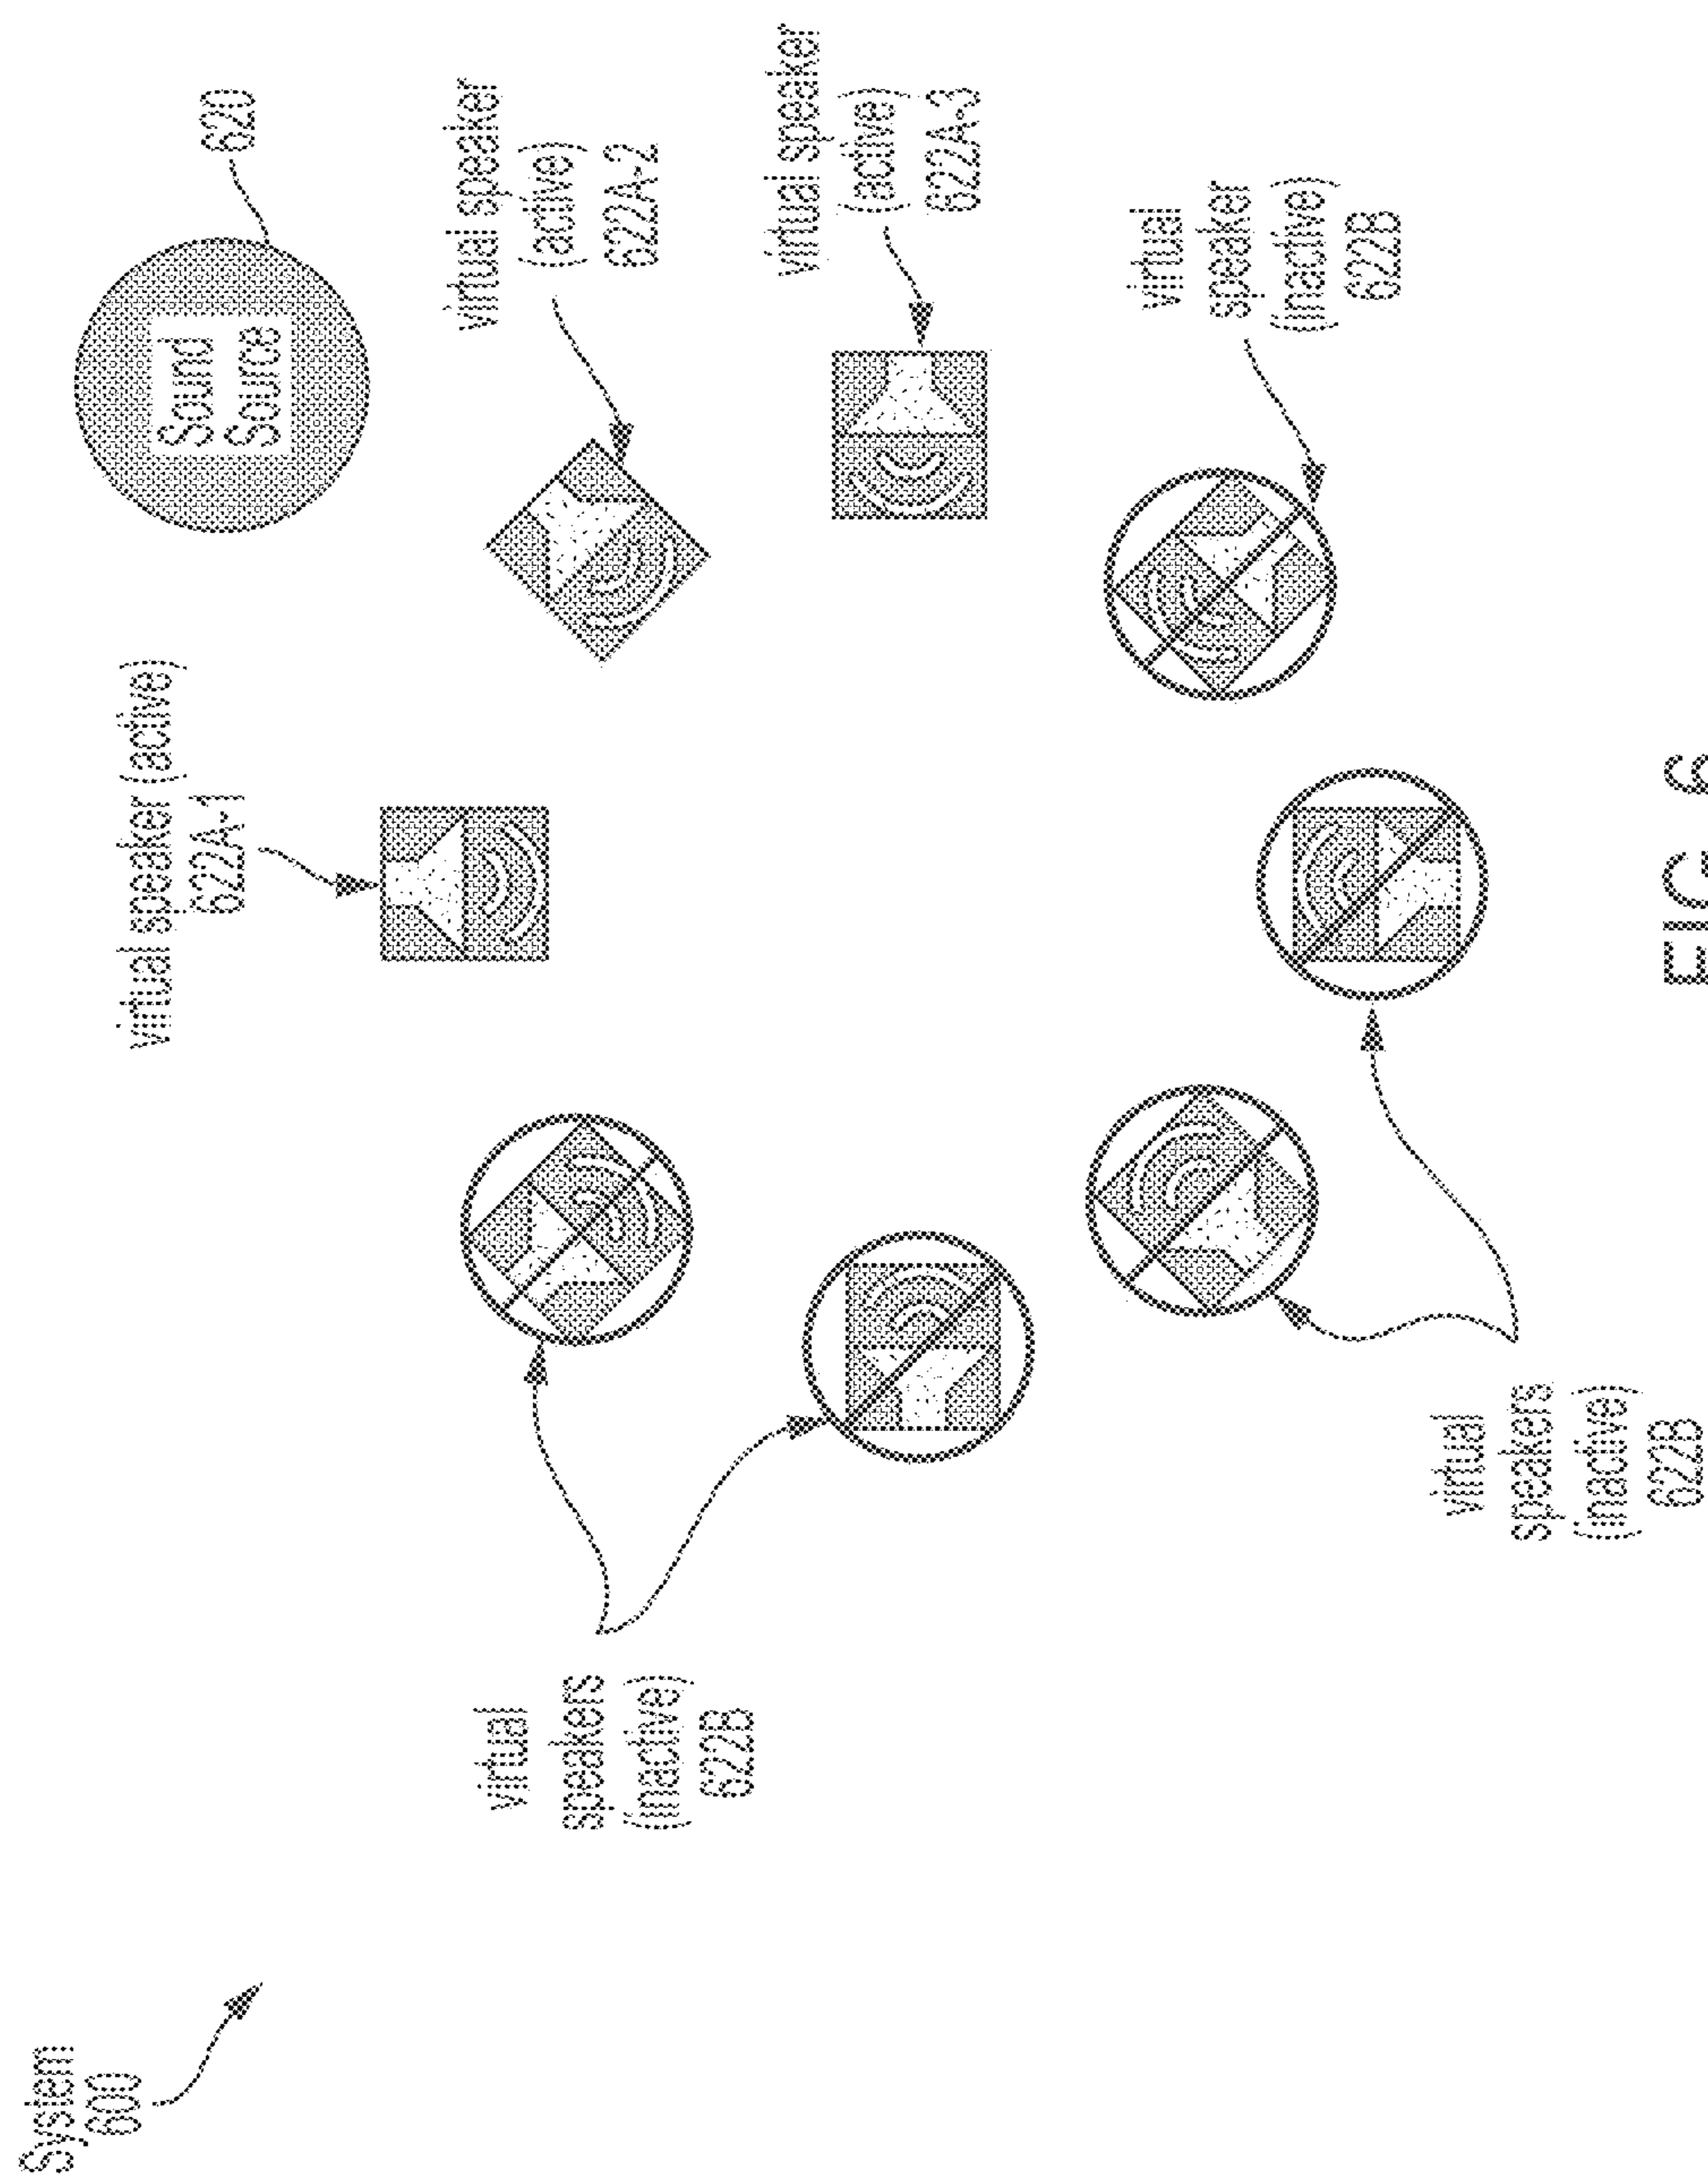 System
600
virtual speaker (active)
622A-1
Sound
Source
620
virtual speaker
(active)
622A-2
virtual speaker
(active)
622A-3
virtual
speaker
(inactive)
622B
virtual
speakers
(inactive)
622B
virtual
speakers
(inactive)
622B
FIG. 6